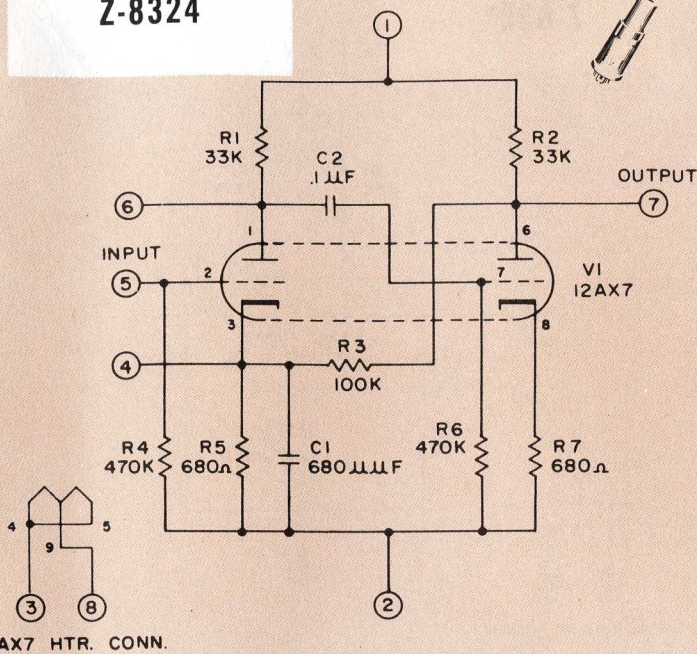 Z-8324
1
R1
33K
R2
33K
C2
.1µµF
6
OUTPUT
7
1
6
INPUT
5
2
7
V1
12AX7
3
8
4
R3
100K
R4
470K
R5
680Ω
C1
680µµF
R6
470K
R7
680Ω
4
5
9
3
8
2
AX7 HTR. CONN.